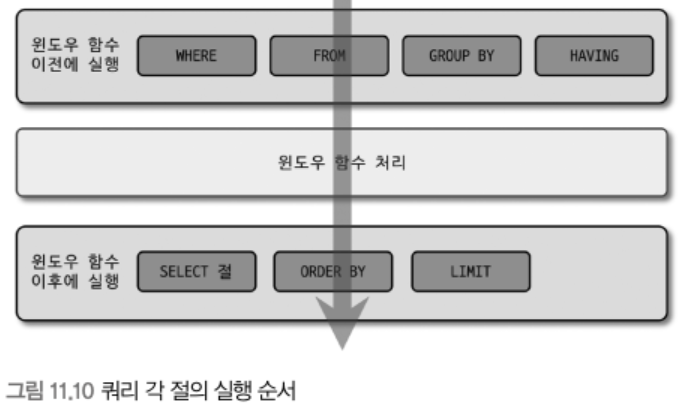 윈도우 함수
이전에 실행
WHERE
FROM
GROUP BY
HAVING
윈도우 함수 처리
윈도우 함수
이후에 실행
SELECT 절
ORDER BY
LIMIT
그림 11.10 쿼리 각 절의 실행 순서